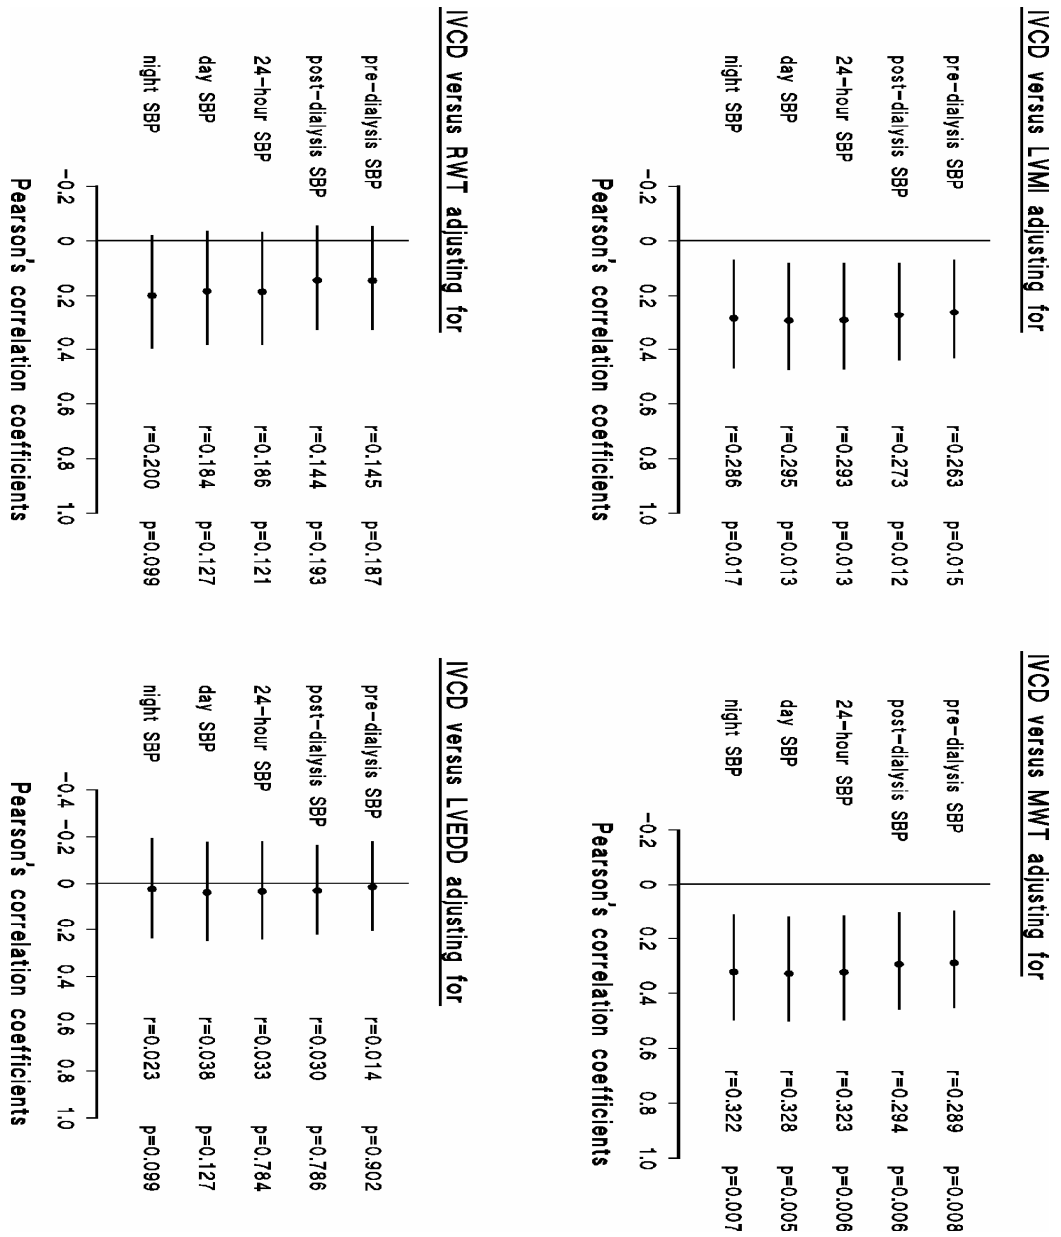 IVCD versus LVMI adjusting for
pre-dialysis SBP r=0.263 p=0.015
post-dialysis SBP r=0.273 p=0.012
24-hour SBP r=0.293 p=0.013
day SBP r=0.295 p=0.013
night SBP r=0.286 p=0.017
-0.2 0 0.2 0.4 0.6 0.8 1.0
Pearson's correlation coefficients
IVCD versus MWT adjusting for
pre-dialysis SBP r=0.289 p=0.008
post-dialysis SBP r=0.294 p=0.006
24-hour SBP r=0.323 p=0.006
day SBP r=0.328 p=0.005
night SBP r=0.322 p=0.007
-0.2 0 0.2 0.4 0.6 0.8 1.0
Pearson's correlation coefficients
IVCD versus RWT adjusting for
pre-dialysis SBP r=0.145 p=0.187
post-dialysis SBP r=0.144 p=0.193
24-hour SBP r=0.186 p=0.121
day SBP r=0.184 p=0.127
night SBP r=0.200 p=0.099
-0.2 0 0.2 0.4 0.6 0.8 1.0
Pearson's correlation coefficients
IVCD versus LVEDD adjusting for
pre-dialysis SBP r=0.014 p=0.902
post-dialysis SBP r=0.030 p=0.786
24-hour SBP r=0.033 p=0.784
day SBP r=0.038 p=0.127
night SBP r=0.023 p=0.099
-0.4 -0.2 0 0.2 0.4 0.6 0.8 1.0
Pearson's correlation coefficients